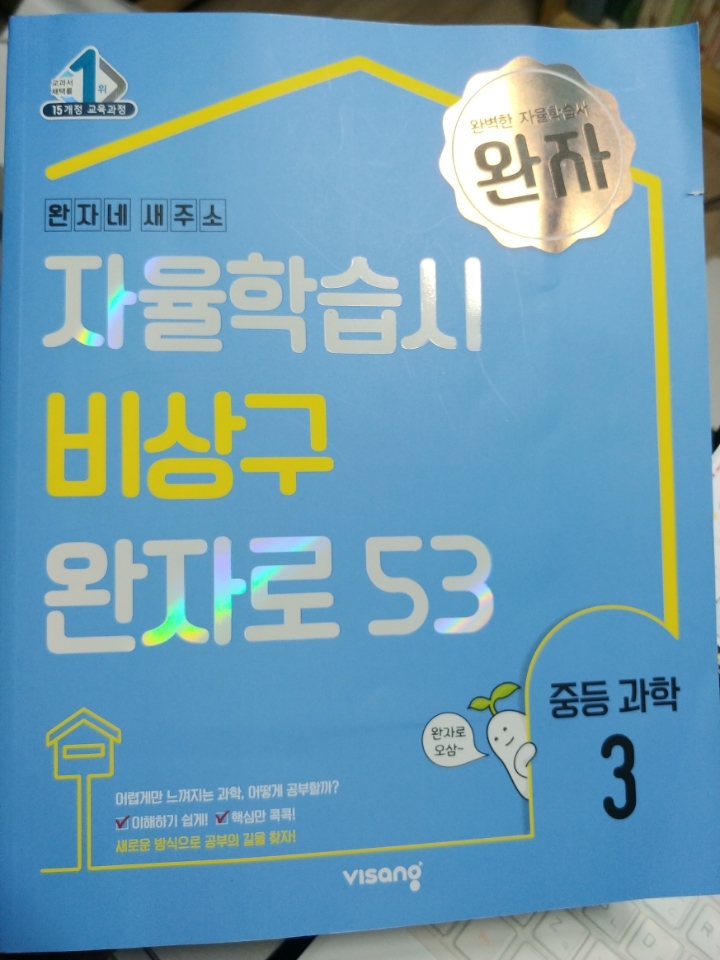 교과서
채택률
1위
15개정 교육과정
완벽한 자율학습서
완자
완자네 새주소
자율학습시
비상구
완자로 53
중등 과학
3
완자로
오삼~
어렵게만 느껴지는 과학, 어떻게 공부할까?
이해하기 쉽게! 핵심만 콕콕!
새로운 방식으로 공부의 길을 찾자!
visang